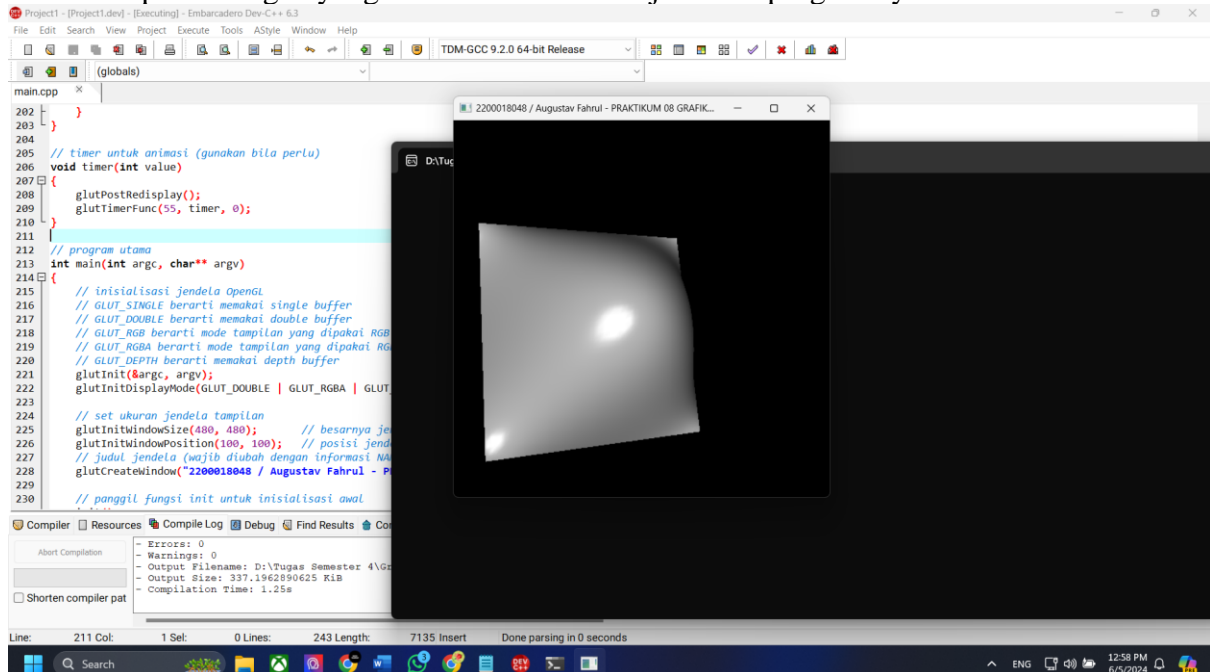 Project1 - [Project1.dev] - [Executing] - Embarcadero Dev-C++ 6.3
File Edit Search View Project Execute Tools AStyle Window Help
TDM-GCC 9.2.0 64-bit Release
(globals)
main.cpp
2200018048 / Augustav Fahrul - PRAKTIKUM 08 GRAFIK...
D:\Tug
202 }
203 }
204
205 // timer untuk animasi (gunakan bila perlu)
206 void timer(int value)
207 {
208 glutPostRedisplay();
209 glutTimerFunc(55, timer, 0);
210 }
211
212 // program utama
213 int main(int argc, char** argv)
214 {
215 // inisialisasi jendela OpenGL
216 // GLUT_SINGLE berarti memakai single buffer
217 // GLUT_DOUBLE berarti memakai double buffer
218 // GLUT_RGB berarti mode tampilan yang dipakai RGB
219 // GLUT_RGBA berarti mode tampilan yang dipakai RG
220 // GLUT_DEPTH berarti memakai depth buffer
221 glutInit(&argc, argv);
222 glutInitDisplayMode(GLUT_DOUBLE | GLUT_RGBA | GLUT_
223
224 // set ukuran jendela tampilan
225 glutInitWindowSize(480, 480); // besarnya je
226 glutInitWindowPosition(100, 100); // posisi jend
227 // judul jendela (wajib diubah dengan informasi NA
228 glutCreateWindow("2200018048 / Augustav Fahrul - P
229
230 // panggil fungsi init untuk inisialisasi awal
Compiler Resources Compile Log Debug Find Results Co
Abort Compilation
Shorten compiler pat
- Errors: 0
- Warnings: 0
- Output Filename: D:\Tugas Semester 4\Gr
- Output Size: 337.1962890625 KiB
- Compilation Time: 1.25s
Line: 211 Col: 1 Sel: 0 Lines: 243 Length: 7135 Insert Done parsing in 0 seconds
Search
ENG
12:58 PM
6/5/2024